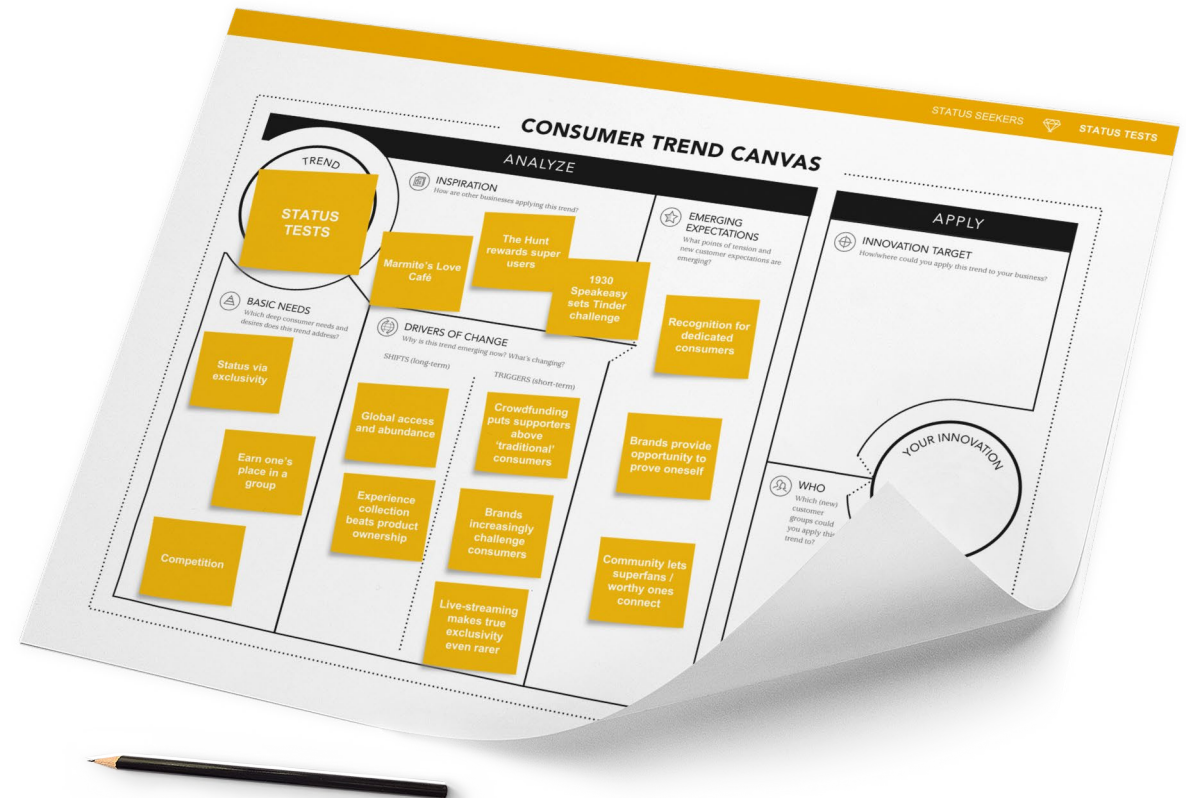 STATUS SEEKERS
STATUS TESTS
CONSUMER TREND CANVAS
ANALYZE
TREND
STATUS
TESTS
INSPIRATION
How are other businesses applying this trend?
Marmite's Love
Café
The Hunt
rewards super
users
1930
Speakeasy
sets Tinder
challenge
EMERGING
EXPECTATIONS
What points of tension and
new customer expectations are
emerging?
Recognition for
dedicated
consumers
Brands provide
opportunity to
prove oneself
Community lets
superfans /
worthy ones
connect
BASIC NEEDS
Which deep consumer needs and
desires does this trend address?
Status via
exclusivity
Earn one's
place in a
group
Competition
DRIVERS OF CHANGE
Why is this trend emerging now? What's changing?
SHIFTS (long-term)
Global access
and abundance
Experience
collection
beats product
ownership
TRIGGERS (short-term)
Crowdfunding
puts supporters
above
'traditional'
consumers
Brands
increasingly
challenge
consumers
Live-streaming
makes true
exclusivity
even rarer
APPLY
INNOVATION TARGET
How/where could you apply this trend to your business?
YOUR INNOVATION
WHO
Which (new)
customer
groups could
you apply this
trend to?